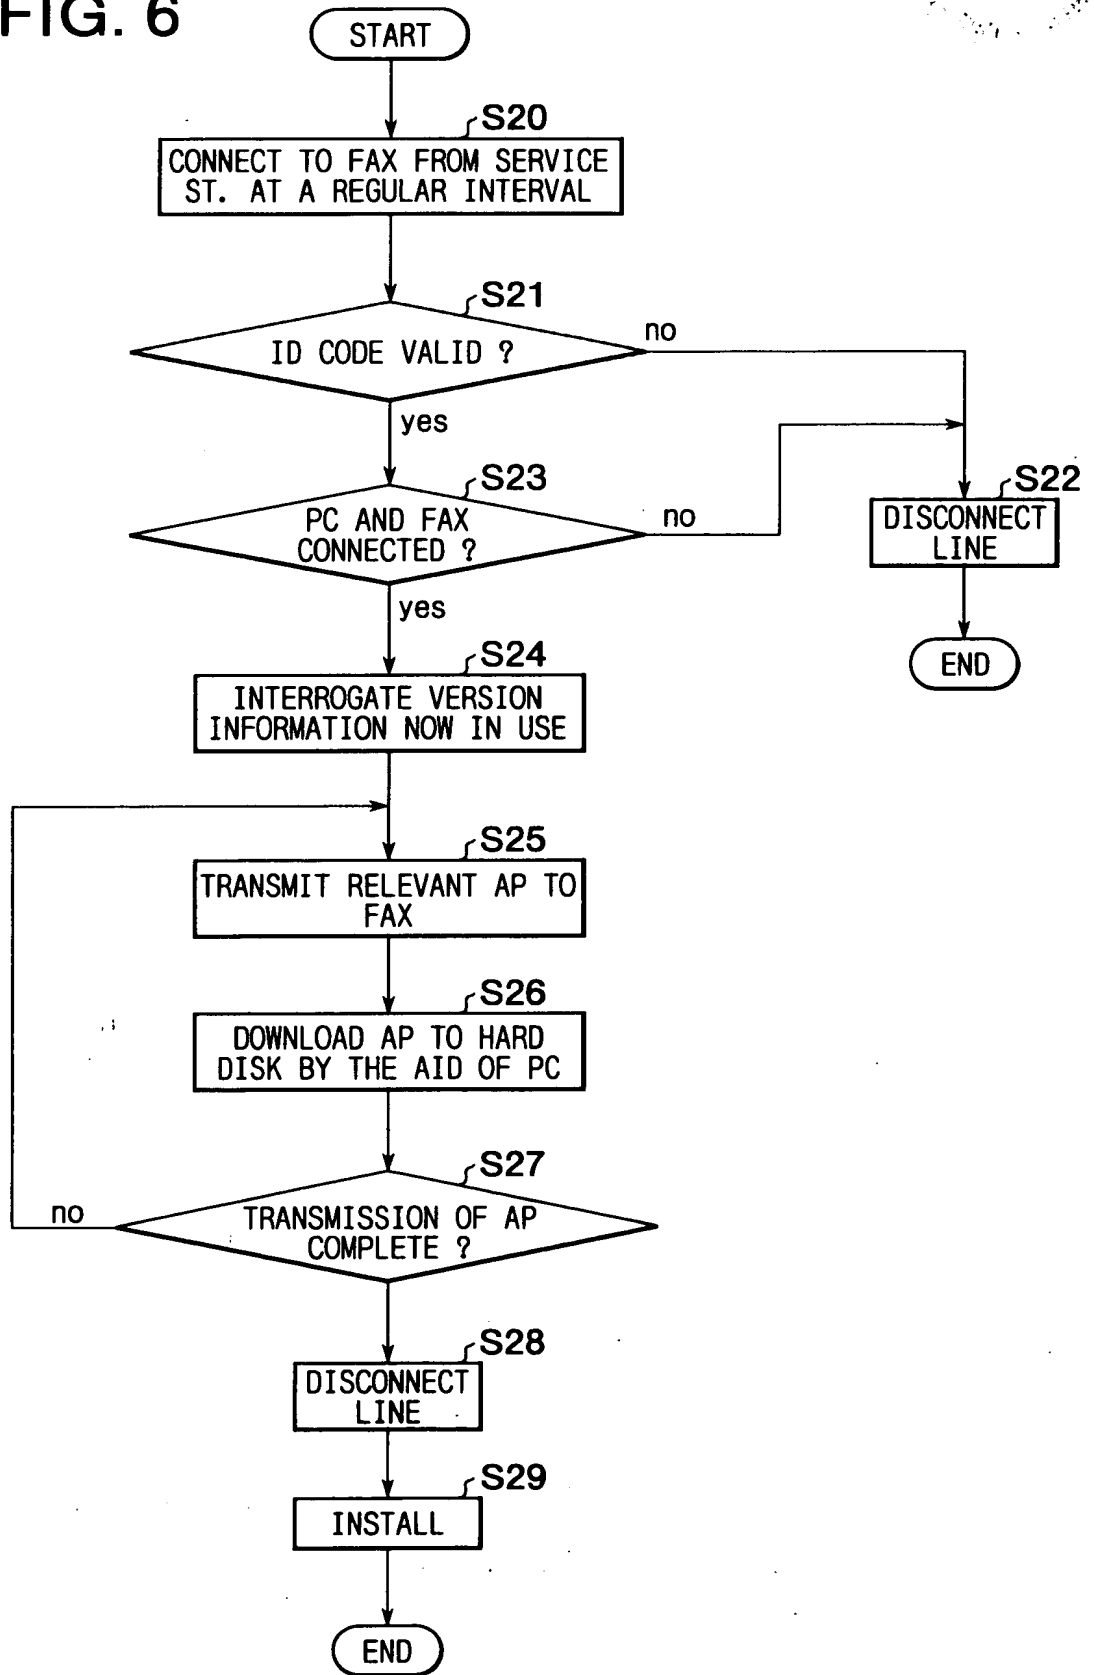 FIG. 6
START
S20
CONNECT TO FAX FROM SERVICE
ST. AT A REGULAR INTERVAL
S21
ID CODE VALID ?
no
yes
S23
PC AND FAX
CONNECTED ?
no
yes
S22
DISCONNECT
LINE
END
S24
INTERROGATE VERSION
INFORMATION NOW IN USE
S25
TRANSMIT RELEVANT AP TO
FAX
S26
DOWNLOAD AP TO HARD
DISK BY THE AID OF PC
S27
TRANSMISSION OF AP
COMPLETE ?
no
S28
DISCONNECT
LINE
S29
INSTALL
END